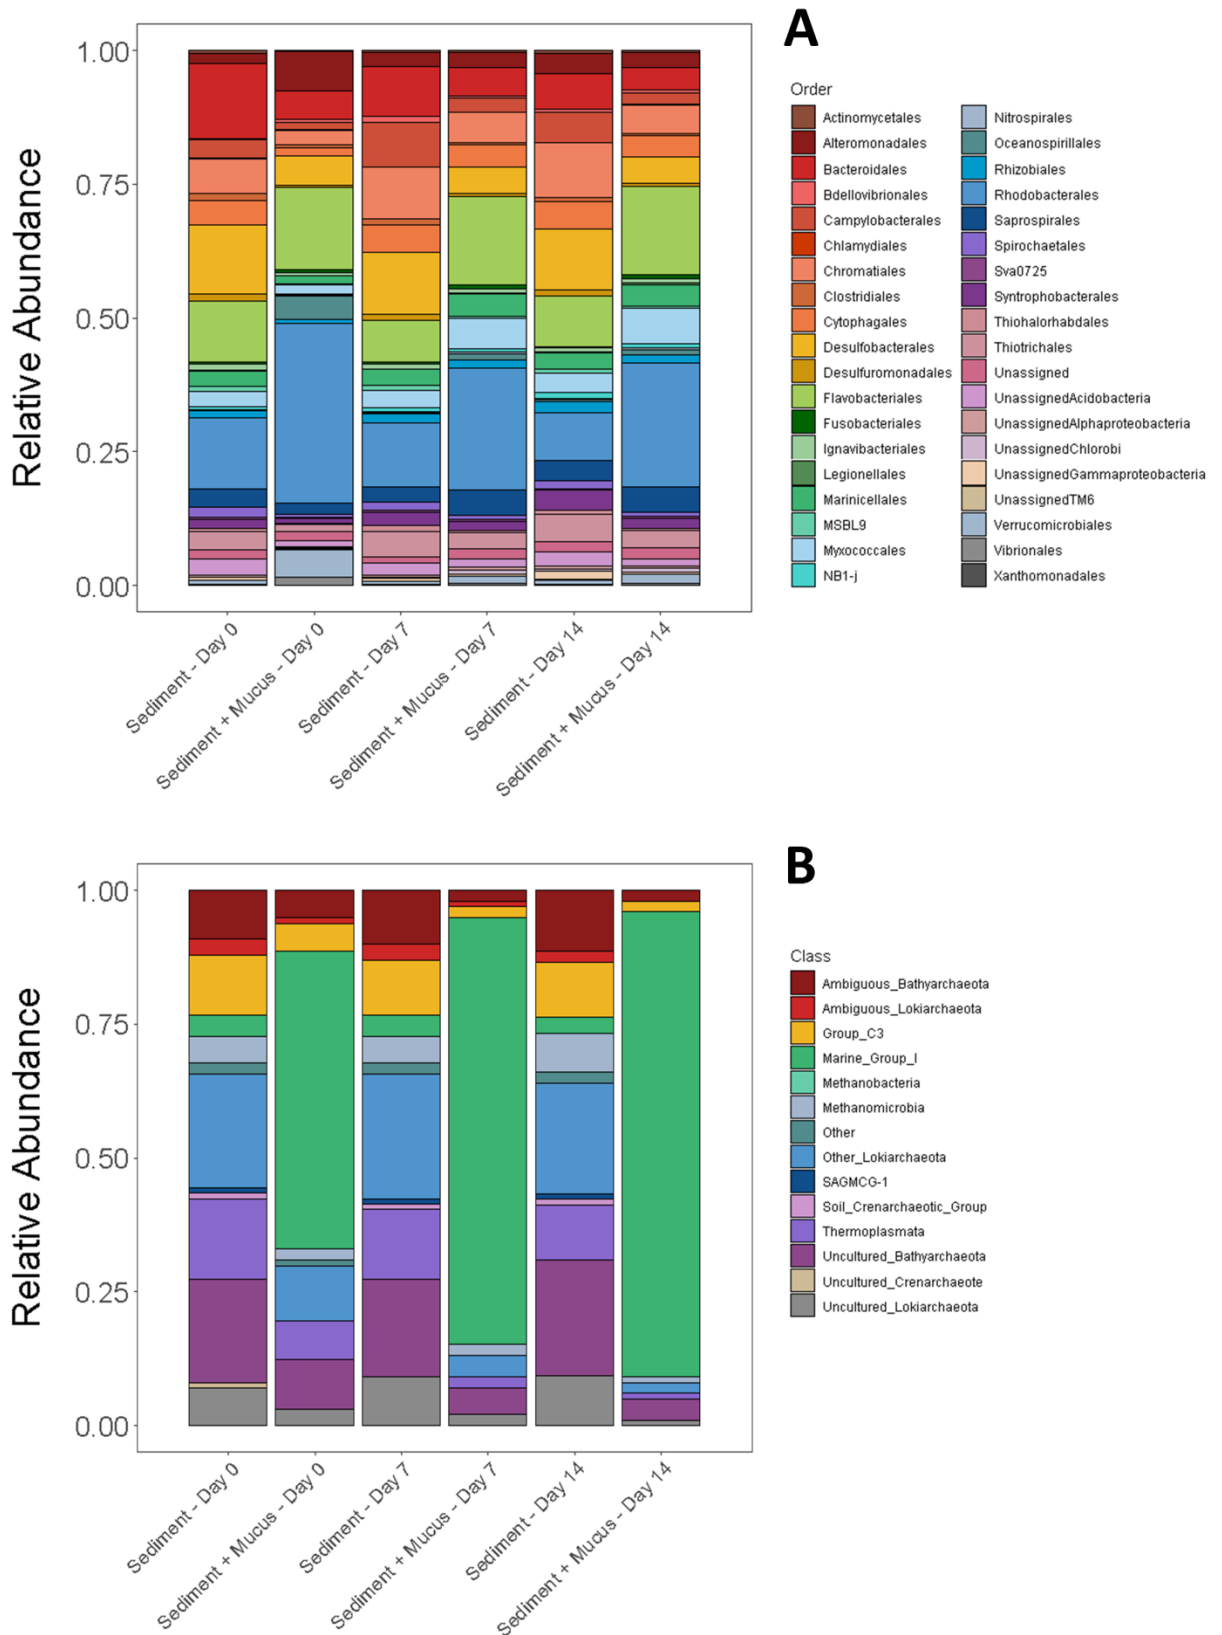 A
Relative Abundance
1.00
0.75
0.50
0.25
0.00
Sediment - Day 0
Sediment + Mucus - Day 0
Sediment - Day 7
Sediment + Mucus - Day 7
Sediment - Day 14
Sediment + Mucus - Day 14
Order
Actinomycetales
Alteromonadales
Bacteroidales
Bdellovibrionales
Campylobacterales
Chlamydiales
Chromatiales
Clostridiales
Cytophagales
Desulfobacterales
Desulfuromonadales
Flavobacteriales
Fusobacteriales
Ignavibacteriales
Legionellales
Marinicellales
MSBL9
Myxococcales
NB1-j
Nitrospirales
Oceanospirillales
Rhizobiales
Rhodobacterales
Saprospirales
Spirochaetales
Sva0725
Syntrophobacterales
Thiohalorhabdales
Thiotrichales
Unassigned
UnassignedAcidobacteria
UnassignedAlphaproteobacteria
UnassignedChlorobi
UnassignedGammaproteobacteria
UnassignedTM6
Verrucomicrobiales
Vibrionales
Xanthomonadales
B
Relative Abundance
1.00
0.75
0.50
0.25
0.00
Sediment - Day 0
Sediment + Mucus - Day 0
Sediment - Day 7
Sediment + Mucus - Day 7
Sediment - Day 14
Sediment + Mucus - Day 14
Class
Ambiguous_Bathyarchaeota
Ambiguous_Lokiarchaeota
Group_C3
Marine_Group_I
Methanobacteria
Methanomicrobia
Other
Other_Lokiarchaeota
SAGMCG-1
Soil_Crenarchaeotic_Group
Thermoplasmata
Uncultured_Bathyarchaeota
Uncultured_Crenarchaeote
Uncultured_Lokiarchaeota